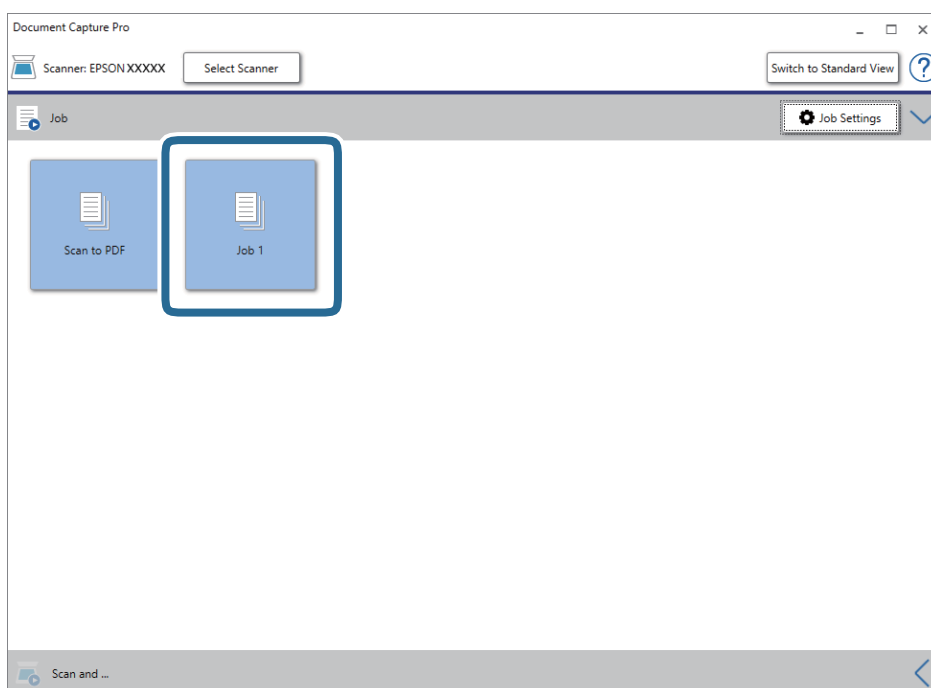 Document Capture Pro
Scanner: EPSON XXXXX Select Scanner Switch to Standard View ?
Job Job Settings
Scan to PDF Job 1
Scan and ...